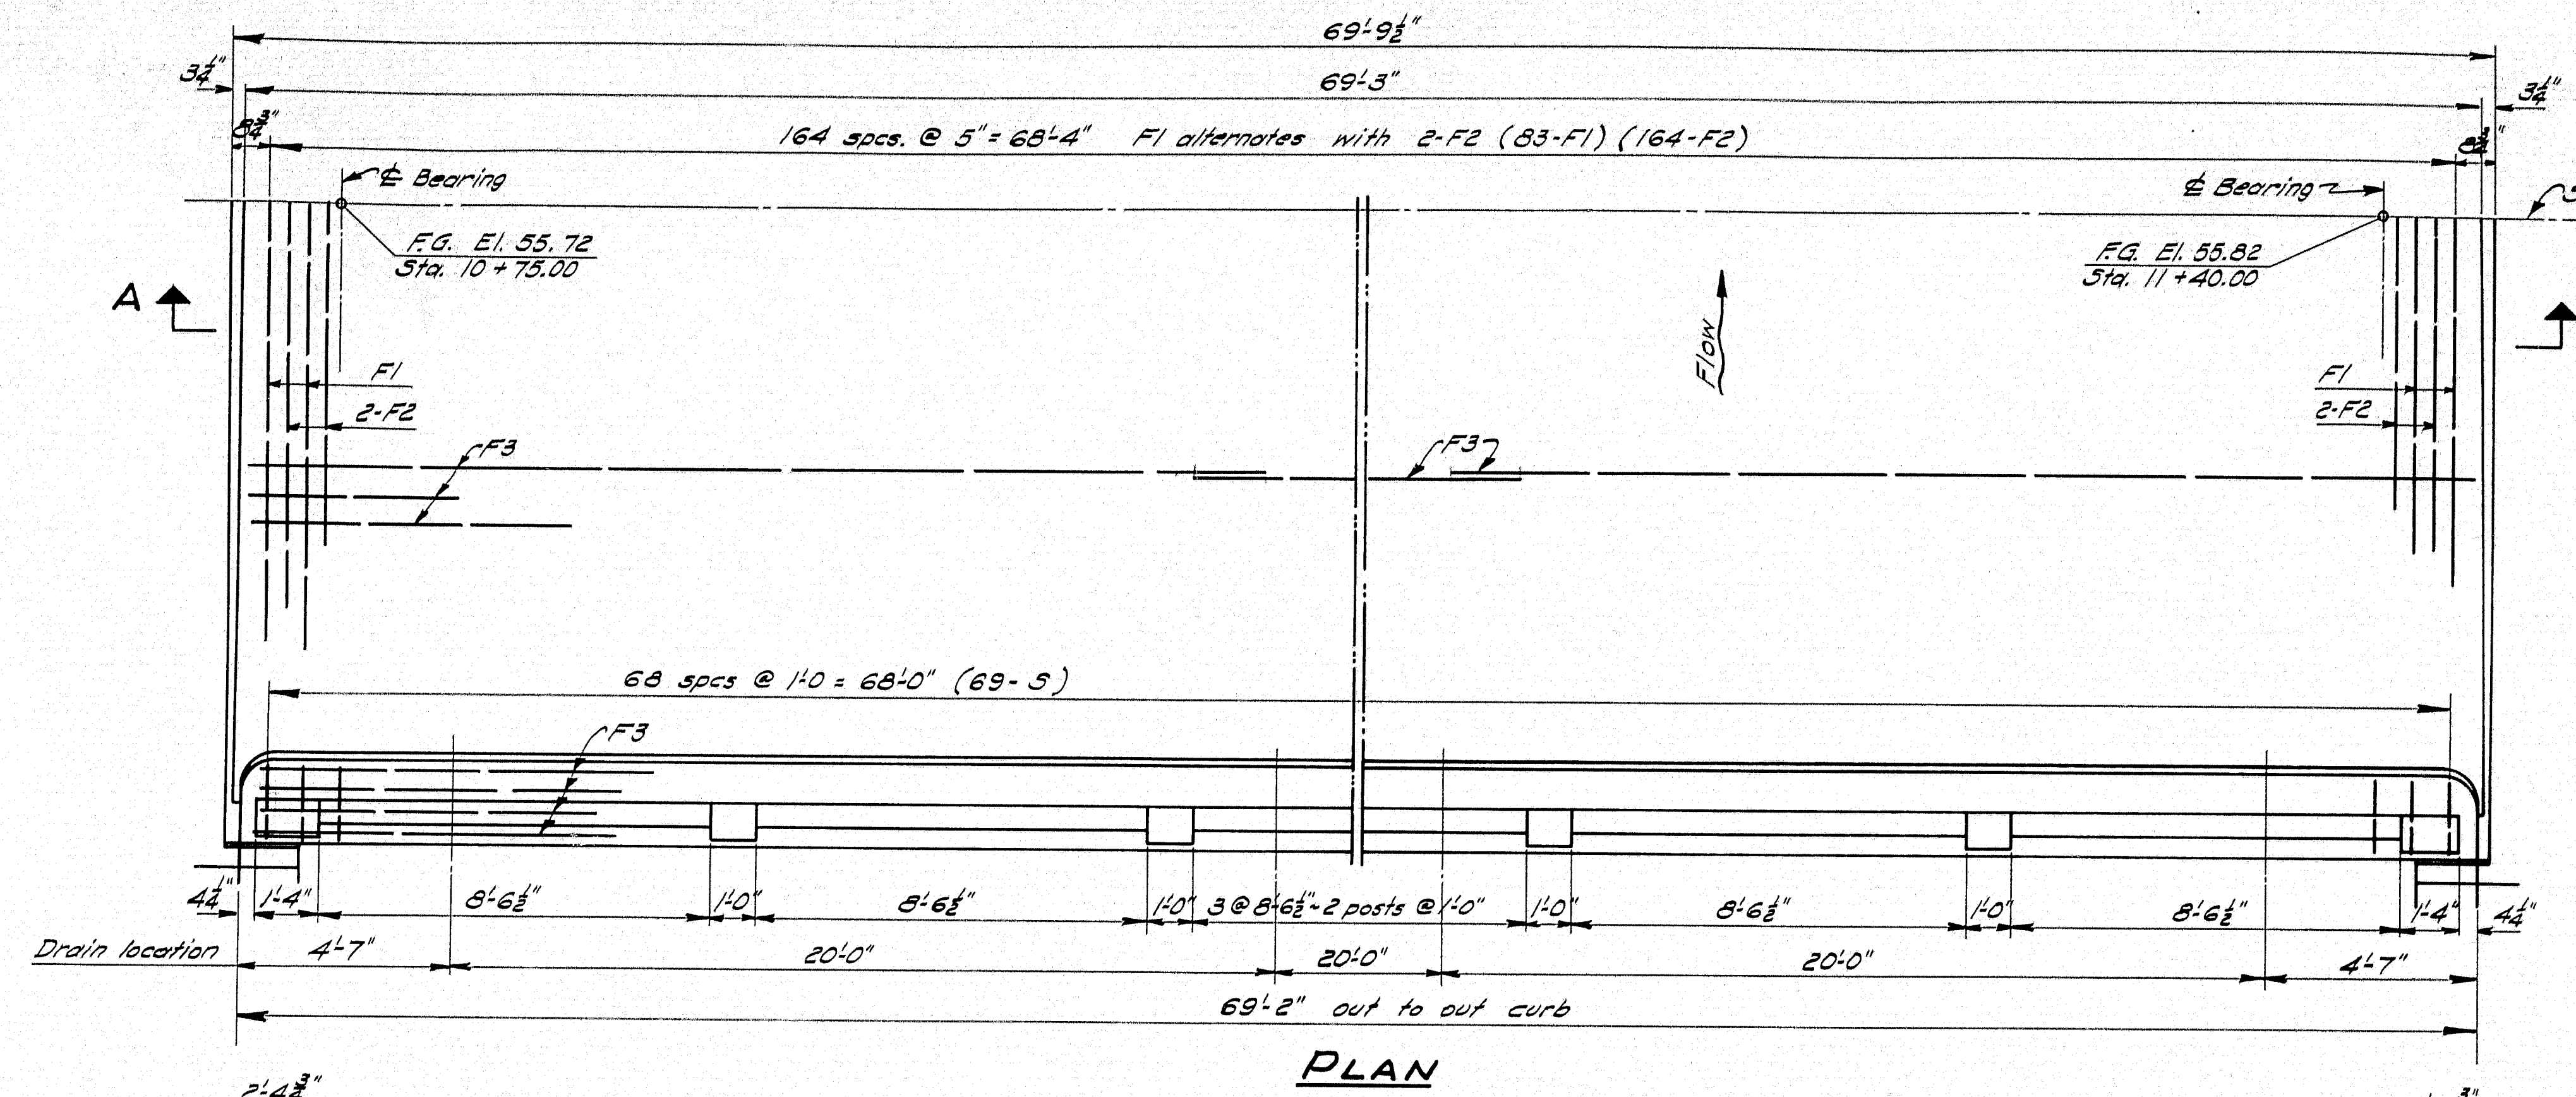 69'-9½"
3¼"
69'-3"
3¼"
8¾"
164 spcs. @ 5" = 68'-4" F1 alternates with 2-F2 (83-F1) (164-F2)
8¾"
℄ Bearing
℄ Bearing
F.G. El. 55.72
Sta. 10+75.00
F.G. El. 55.82
Sta. 11+40.00
A
Flow
F1
2-F2
F1
2-F2
F3
F3
68 spcs @ 1'-0 = 68'-0" (69-S)
F3
4¼" 1'-4" 8'-6½" 1'-0" 8'-6½" 1'-0" 3 @ 8'-6½" ~ 2 posts @ 1'-0" 1'-0" 8'-6½" 1'-0" 8'-6½" 1'-4" 4¼"
Drain location 4'-7" 20'-0" 20'-0" 20'-0" 4'-7"
69'-2" out to out curb
PLAN
2'-4¾"